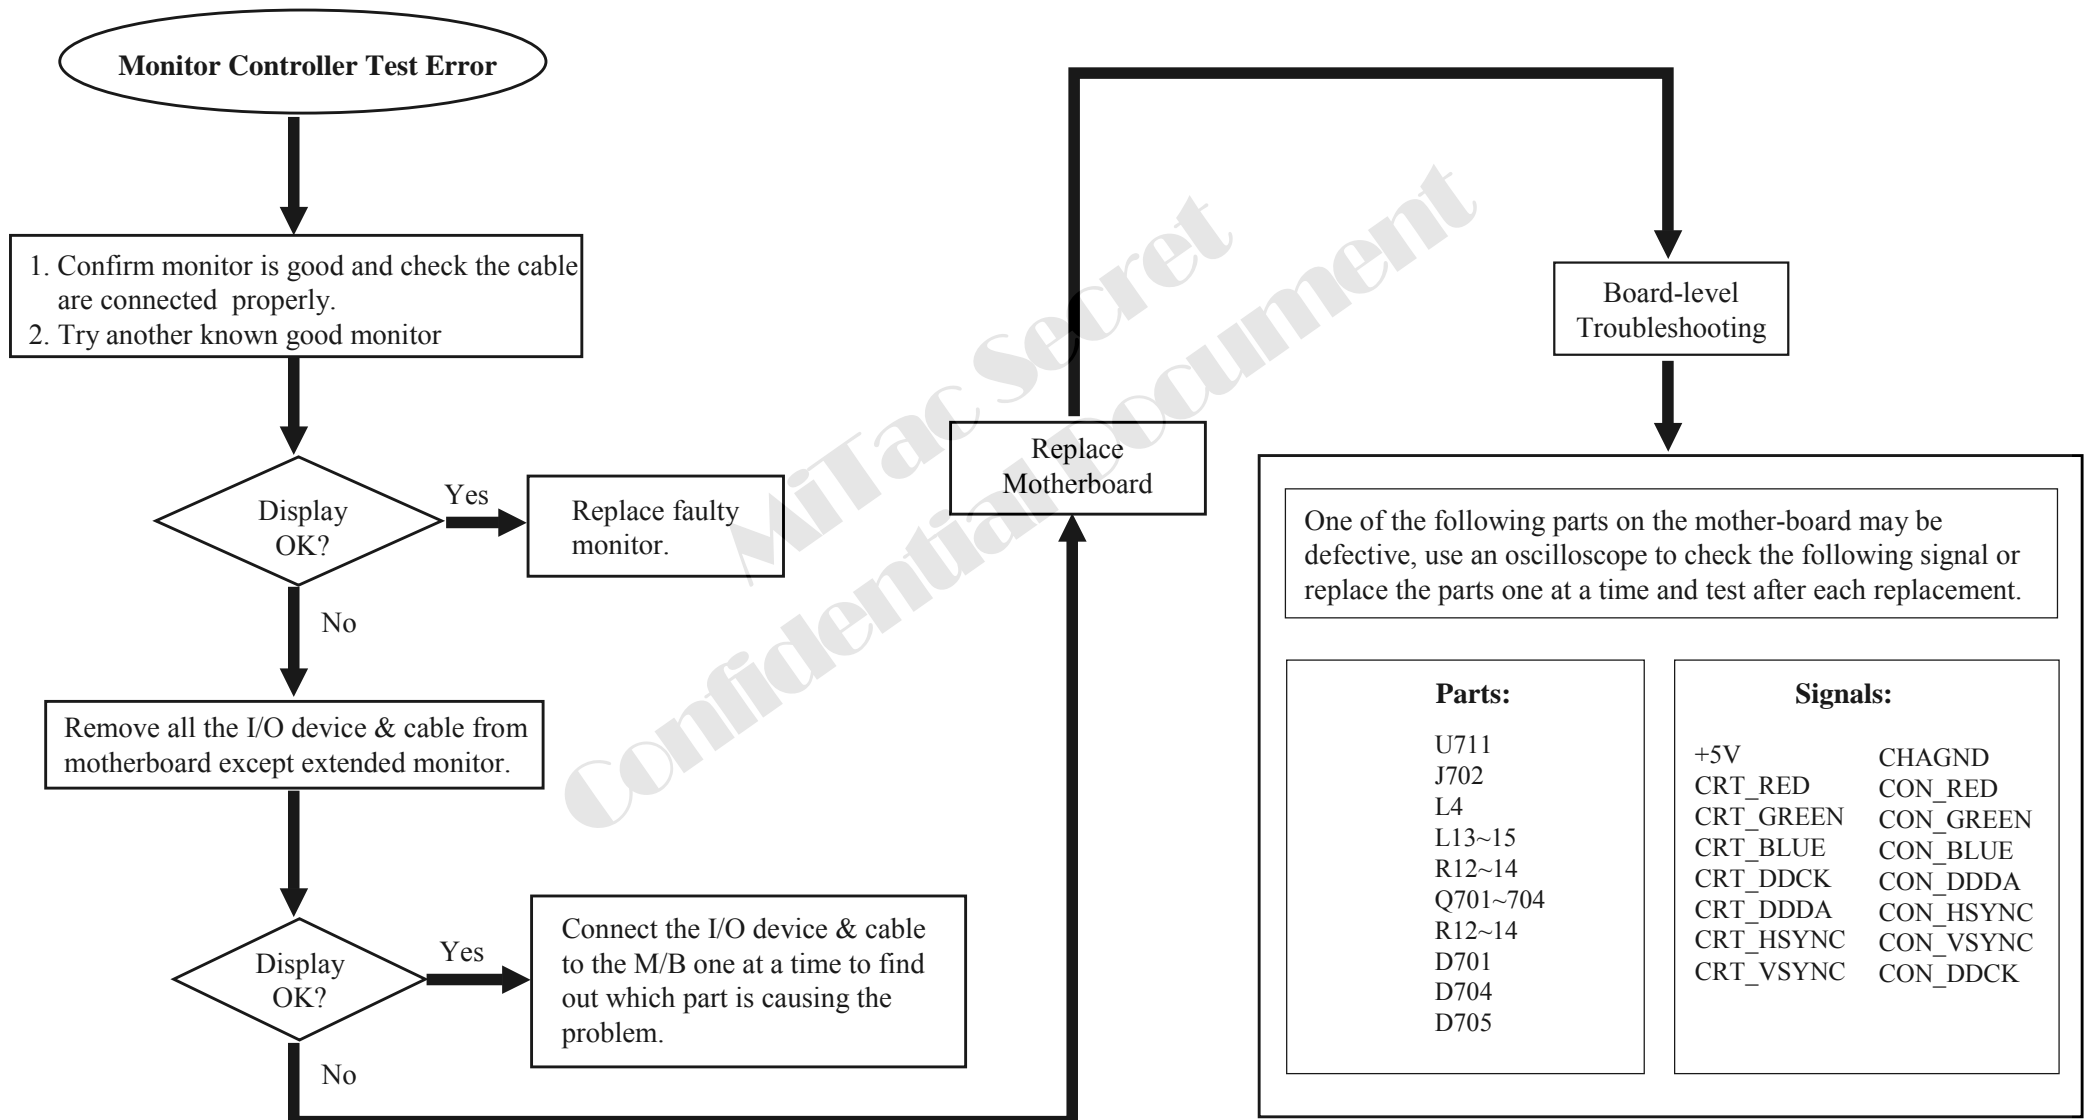 Monitor Controller Test Error
1. Confirm monitor is good and check the cable
are connected properly.
2. Try another known good monitor
Display
OK?
Yes
Replace faulty
monitor.
No
Remove all the I/O device & cable from
motherboard except extended monitor.
Display
OK?
Yes
Connect the I/O device & cable
to the M/B one at a time to find
out which part is causing the
problem.
No
Replace
Motherboard
Board-level
Troubleshooting
One of the following parts on the mother-board may be
defective, use an oscilloscope to check the following signal or
replace the parts one at a time and test after each replacement.
Parts:
U711
J702
L4
L13~15
R12~14
Q701~704
R12~14
D701
D704
D705
Signals:
+5V
CRT_RED
CRT_GREEN
CRT_BLUE
CRT_DDCK
CRT_DDDA
CRT_HSYNC
CRT_VSYNC
CHAGND
CON_RED
CON_GREEN
CON_BLUE
CON_DDDA
CON_HSYNC
CON_VSYNC
CON_DDCK
MiTac Secret
Confidential Document